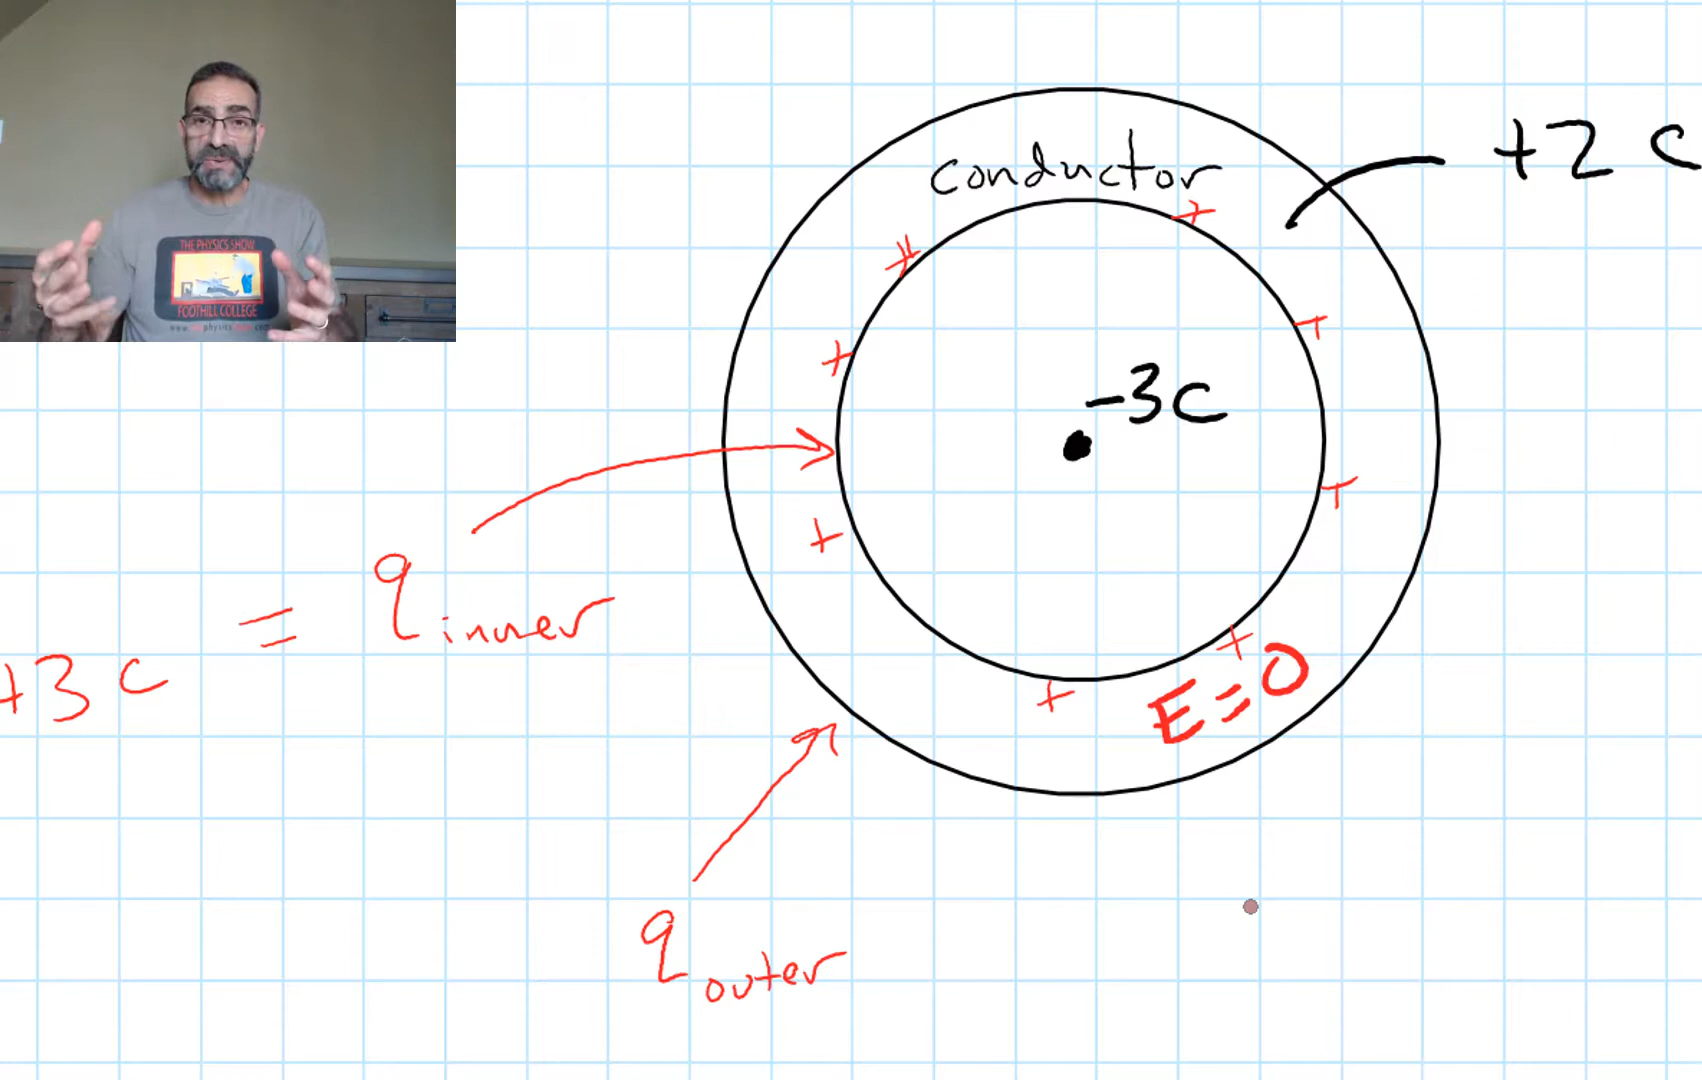 THE PHYSICS SHOW
FOOTHILL COLLEGE
conductor
+2 C
-3C
+3 C = q inner
E=0
q outer